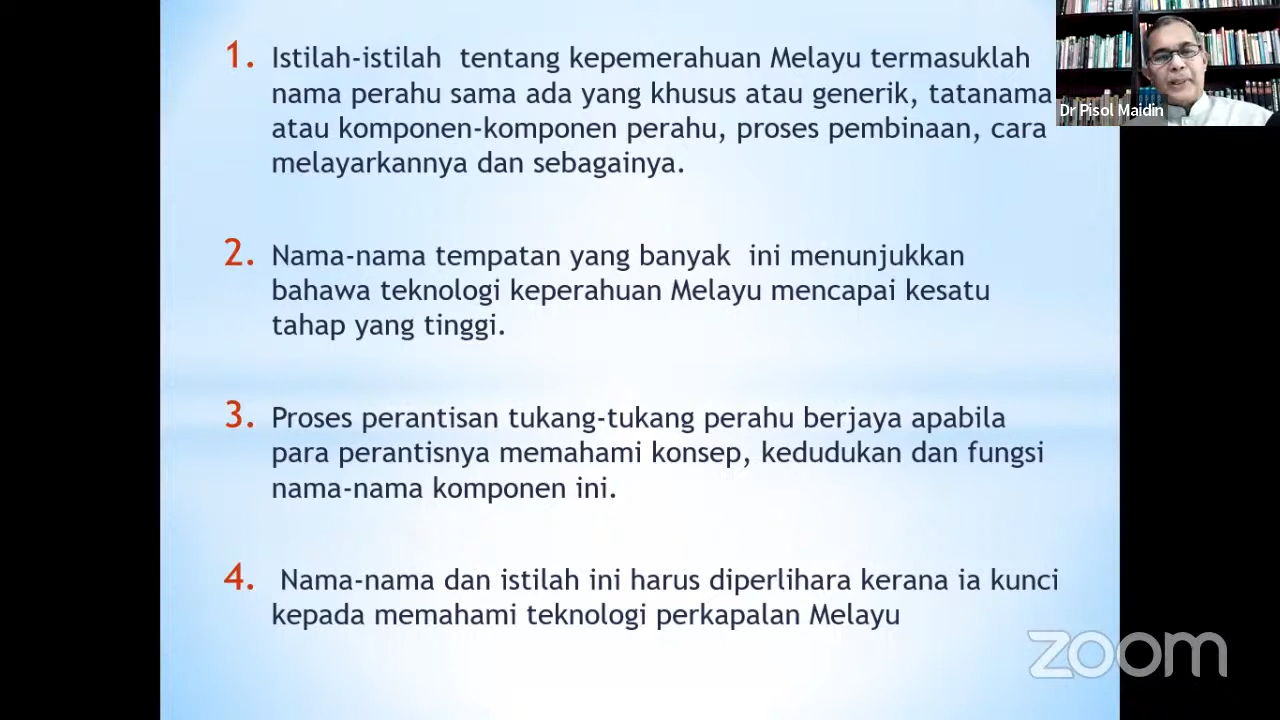 1. Istilah-istilah tentang kepemerahuan Melayu termasuklah
nama perahu sama ada yang khusus atau generik, tatanama
atau komponen-komponen perahu, proses pembinaan, cara
melayarkannya dan sebagainya.
2. Nama-nama tempatan yang banyak ini menunjukkan
bahawa teknologi keperahuan Melayu mencapai kesatu
tahap yang tinggi.
3. Proses perantisan tukang-tukang perahu berjaya apabila
para perantisnya memahami konsep, kedudukan dan fungsi
nama-nama komponen ini.
4. Nama-nama dan istilah ini harus diperlihara kerana ia kunci
kepada memahami teknologi perkapalan Melayu
Dr Pisol Maidin
zoom